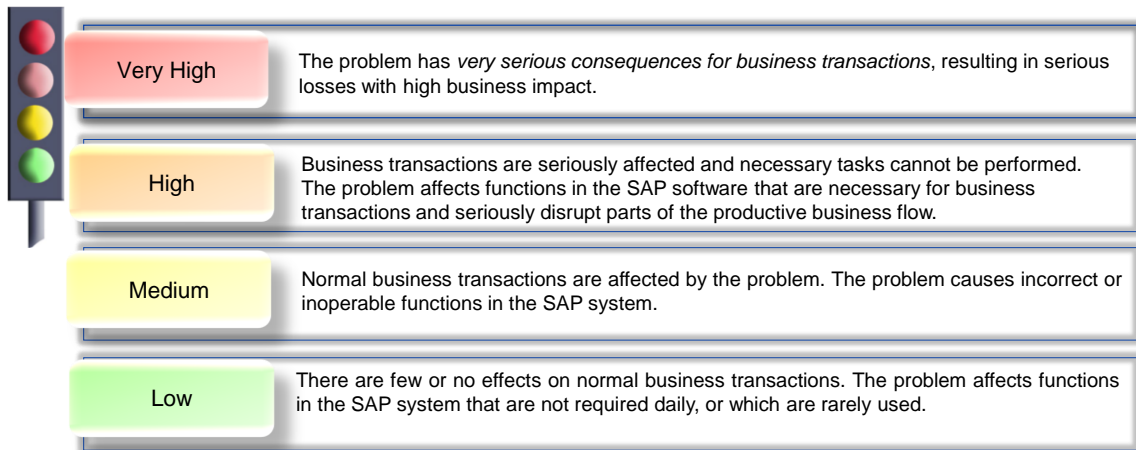 Very High
The problem has very serious consequences for business transactions, resulting in serious
losses with high business impact.
High
Business transactions are seriously affected and necessary tasks cannot be performed.
The problem affects functions in the SAP software that are necessary for business
transactions and seriously disrupt parts of the productive business flow.
Medium
Normal business transactions are affected by the problem. The problem causes incorrect or
inoperable functions in the SAP system.
Low
There are few or no effects on normal business transactions. The problem affects functions
in the SAP system that are not required daily, or which are rarely used.